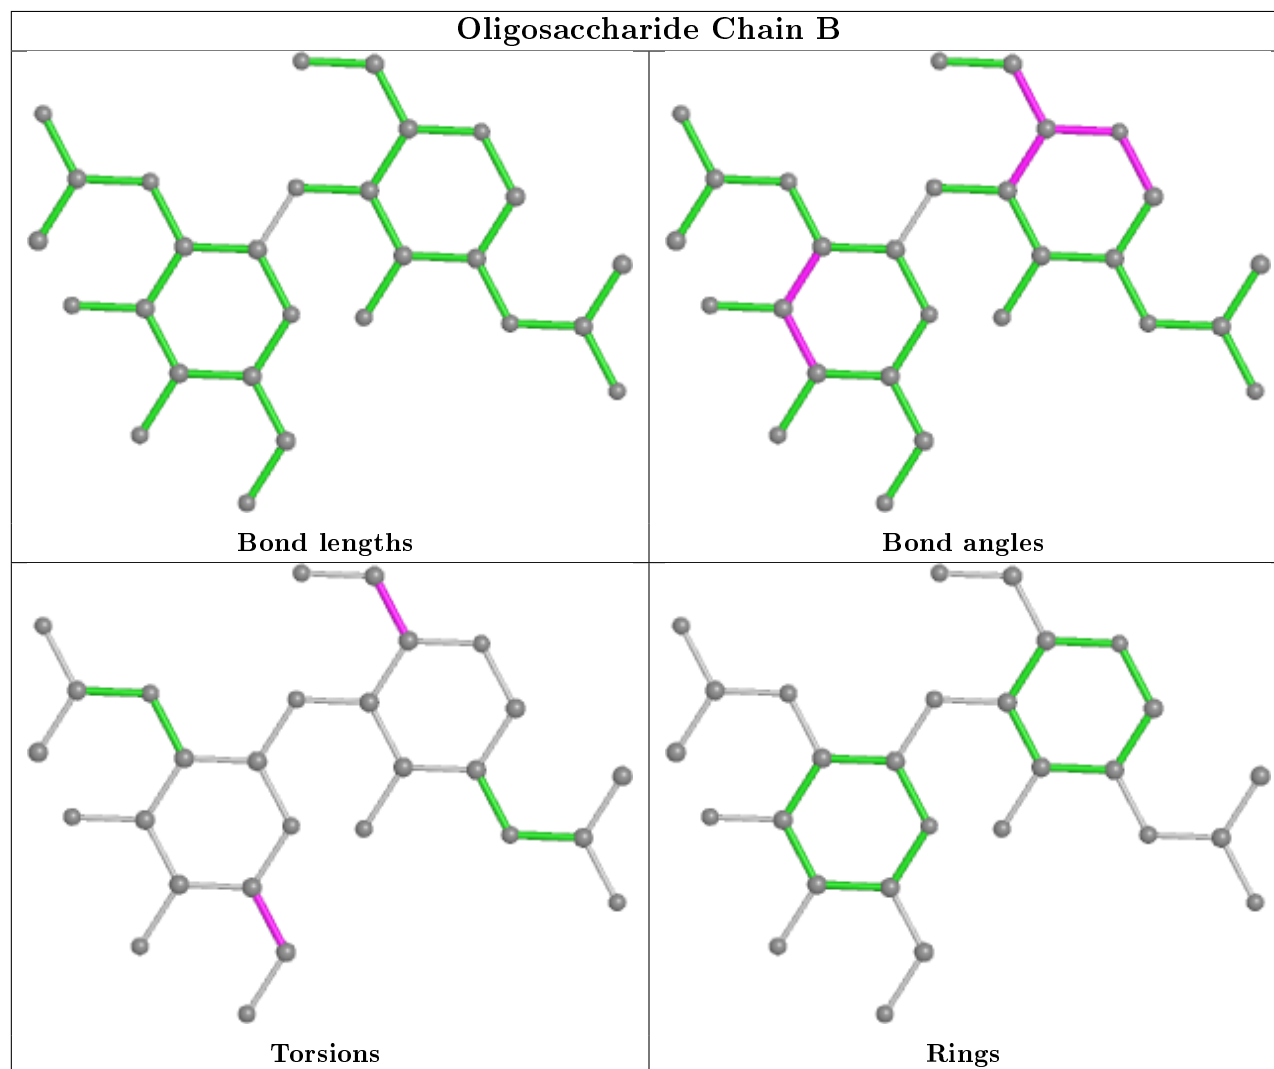 Oligosaccharide Chain B
Bond lengths
Bond angles
Torsions
Rings